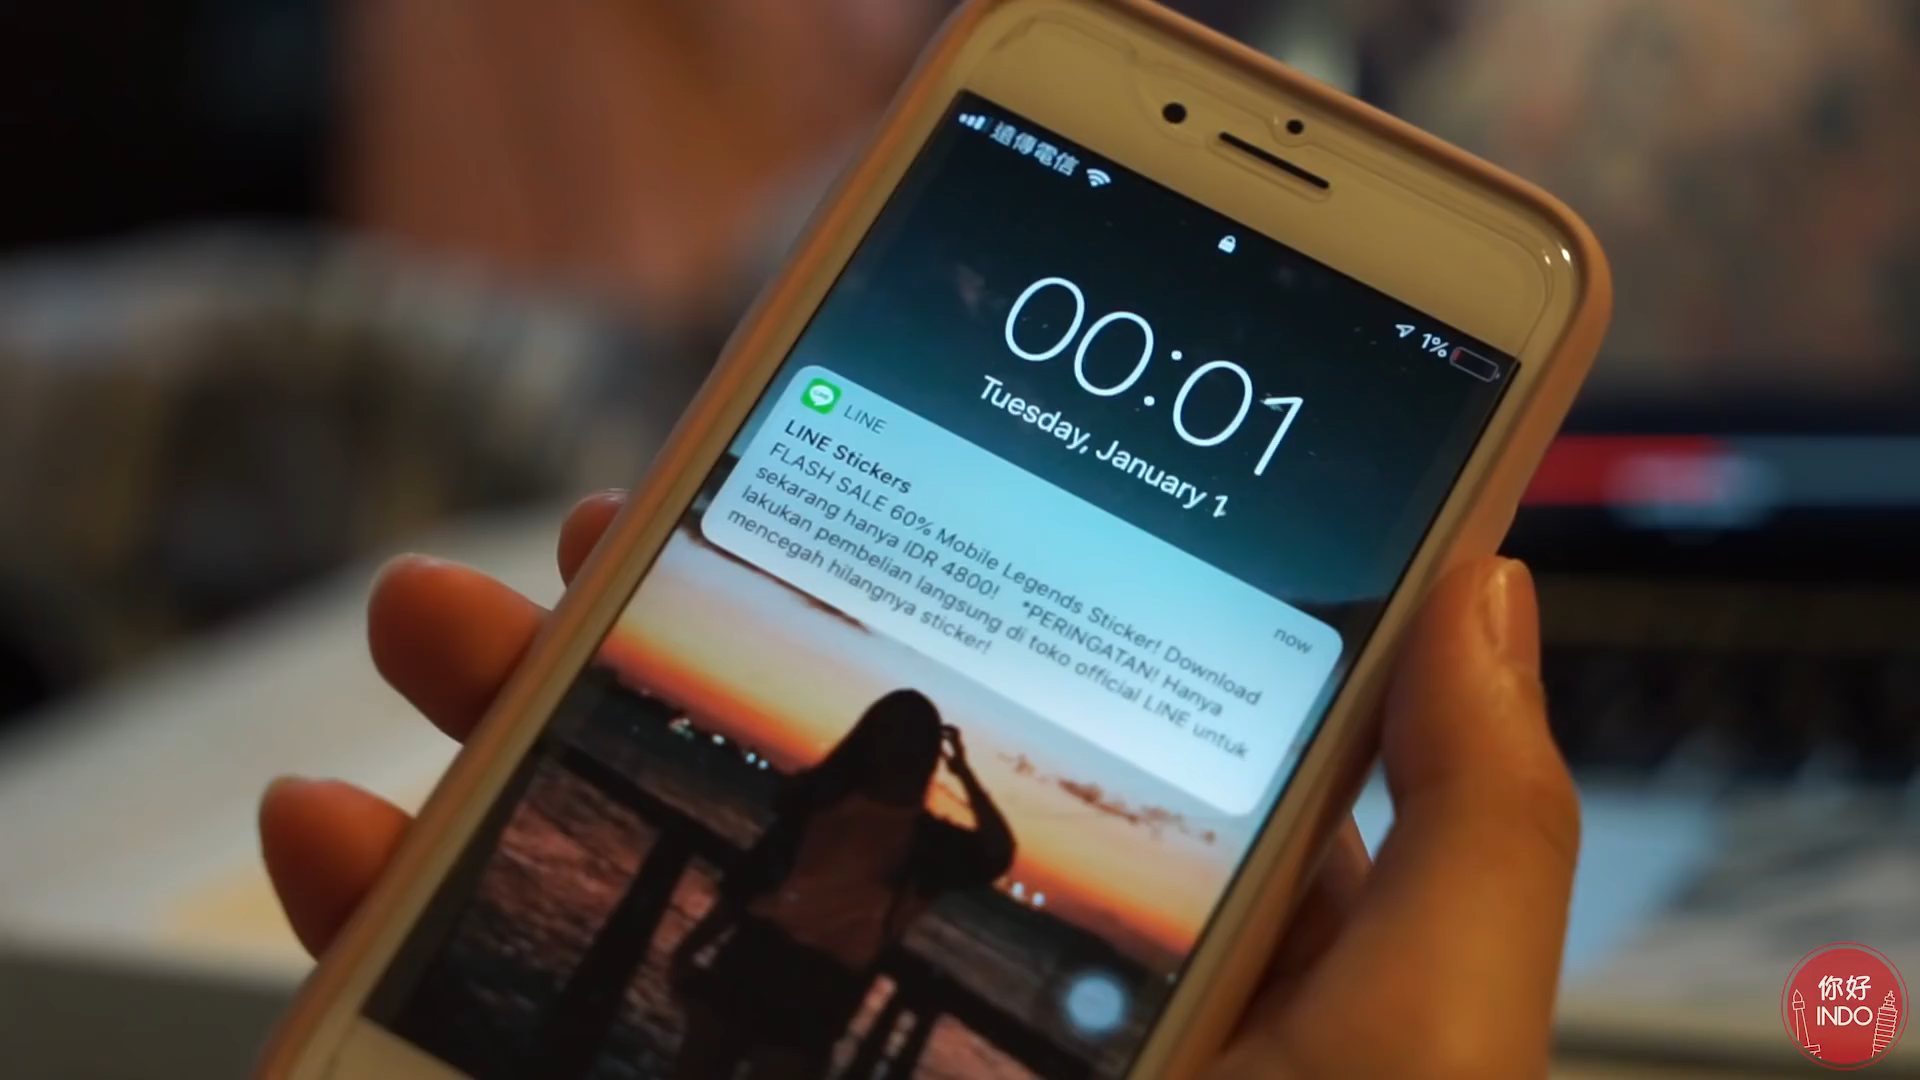 遠傳電信
1%
00:01
Tuesday, January 1
LINE
now
LINE Stickers
FLASH SALE 60% Mobile Legends Sticker! Download
sekarang hanya IDR 4800! *PERINGATAN! Hanya
lakukan pembelian langsung di toko official LINE untuk
mencegah hilangnya sticker!
你好
INDO